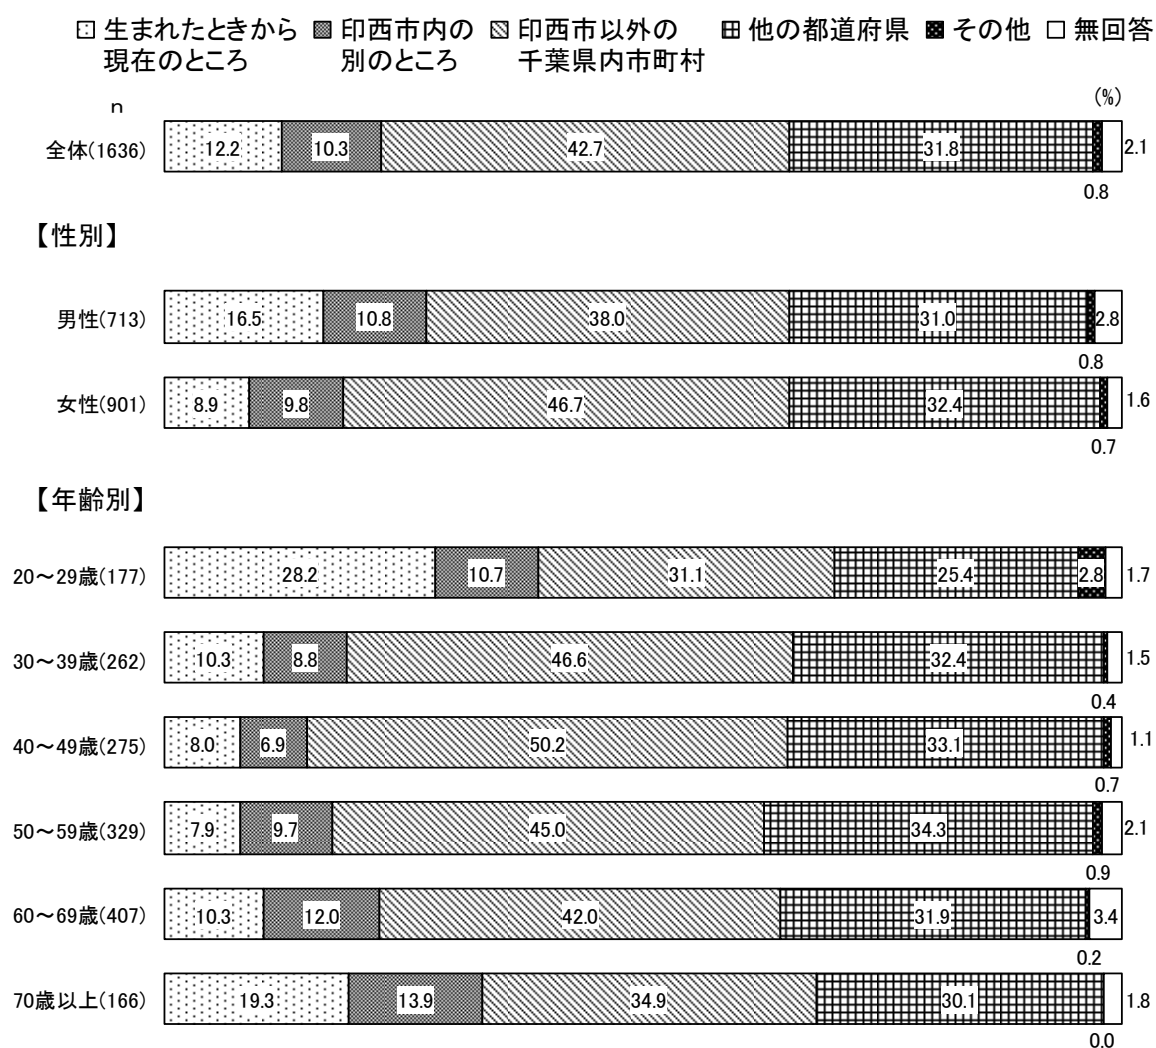 生まれたときから 印西市内の 印西市以外の 他の都道府県 その他 無回答
現在のところ 別のところ 千葉県内市町村
n (%)
全体(1636) 12.2 10.3 42.7 31.8 2.1
0.8
【性別】
男性(713) 16.5 10.8 38.0 31.0 2.8
0.8
女性(901) 8.9 9.8 46.7 32.4 1.6
0.7
【年齢別】
20～29歳(177) 28.2 10.7 31.1 25.4 2.8 1.7
30～39歳(262) 10.3 8.8 46.6 32.4 1.5
0.4
40～49歳(275) 8.0 6.9 50.2 33.1 1.1
0.7
50～59歳(329) 7.9 9.7 45.0 34.3 2.1
0.9
60～69歳(407) 10.3 12.0 42.0 31.9 3.4
0.2
70歳以上(166) 19.3 13.9 34.9 30.1 1.8
0.0